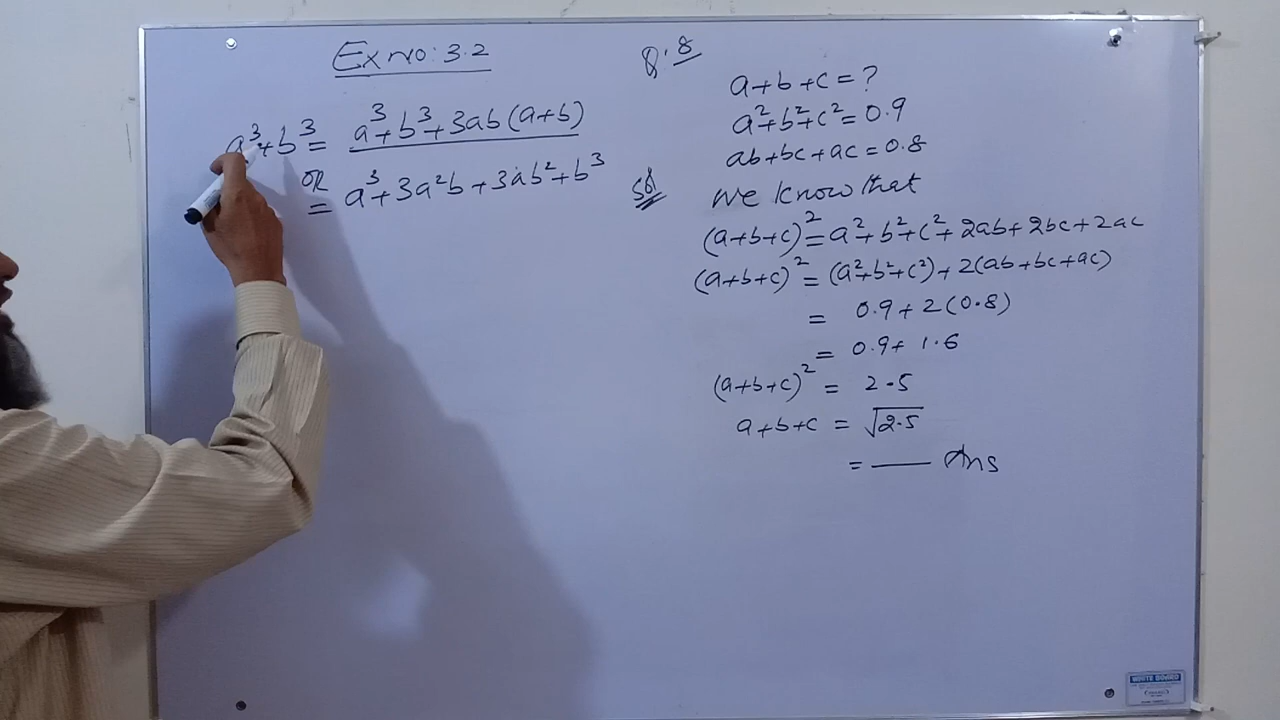 Ex no: 3.2
a³+b³ = a³+b³+3ab(a+b)
OR
= a³+3a²b+3ab²+b³
Q.8
a+b+c=?
a²+b²+c²=0.9
ab+bc+ac=0.8
Sol
we know that
(a+b+c)²=a²+b²+c²+2ab+2bc+2ac
(a+b+c)²=(a²+b²+c²)+2(ab+bc+ac)
= 0.9+2(0.8)
= 0.9+1.6
(a+b+c)² = 2.5
a+b+c = √2.5
= —— Ans
WHITE BOARD